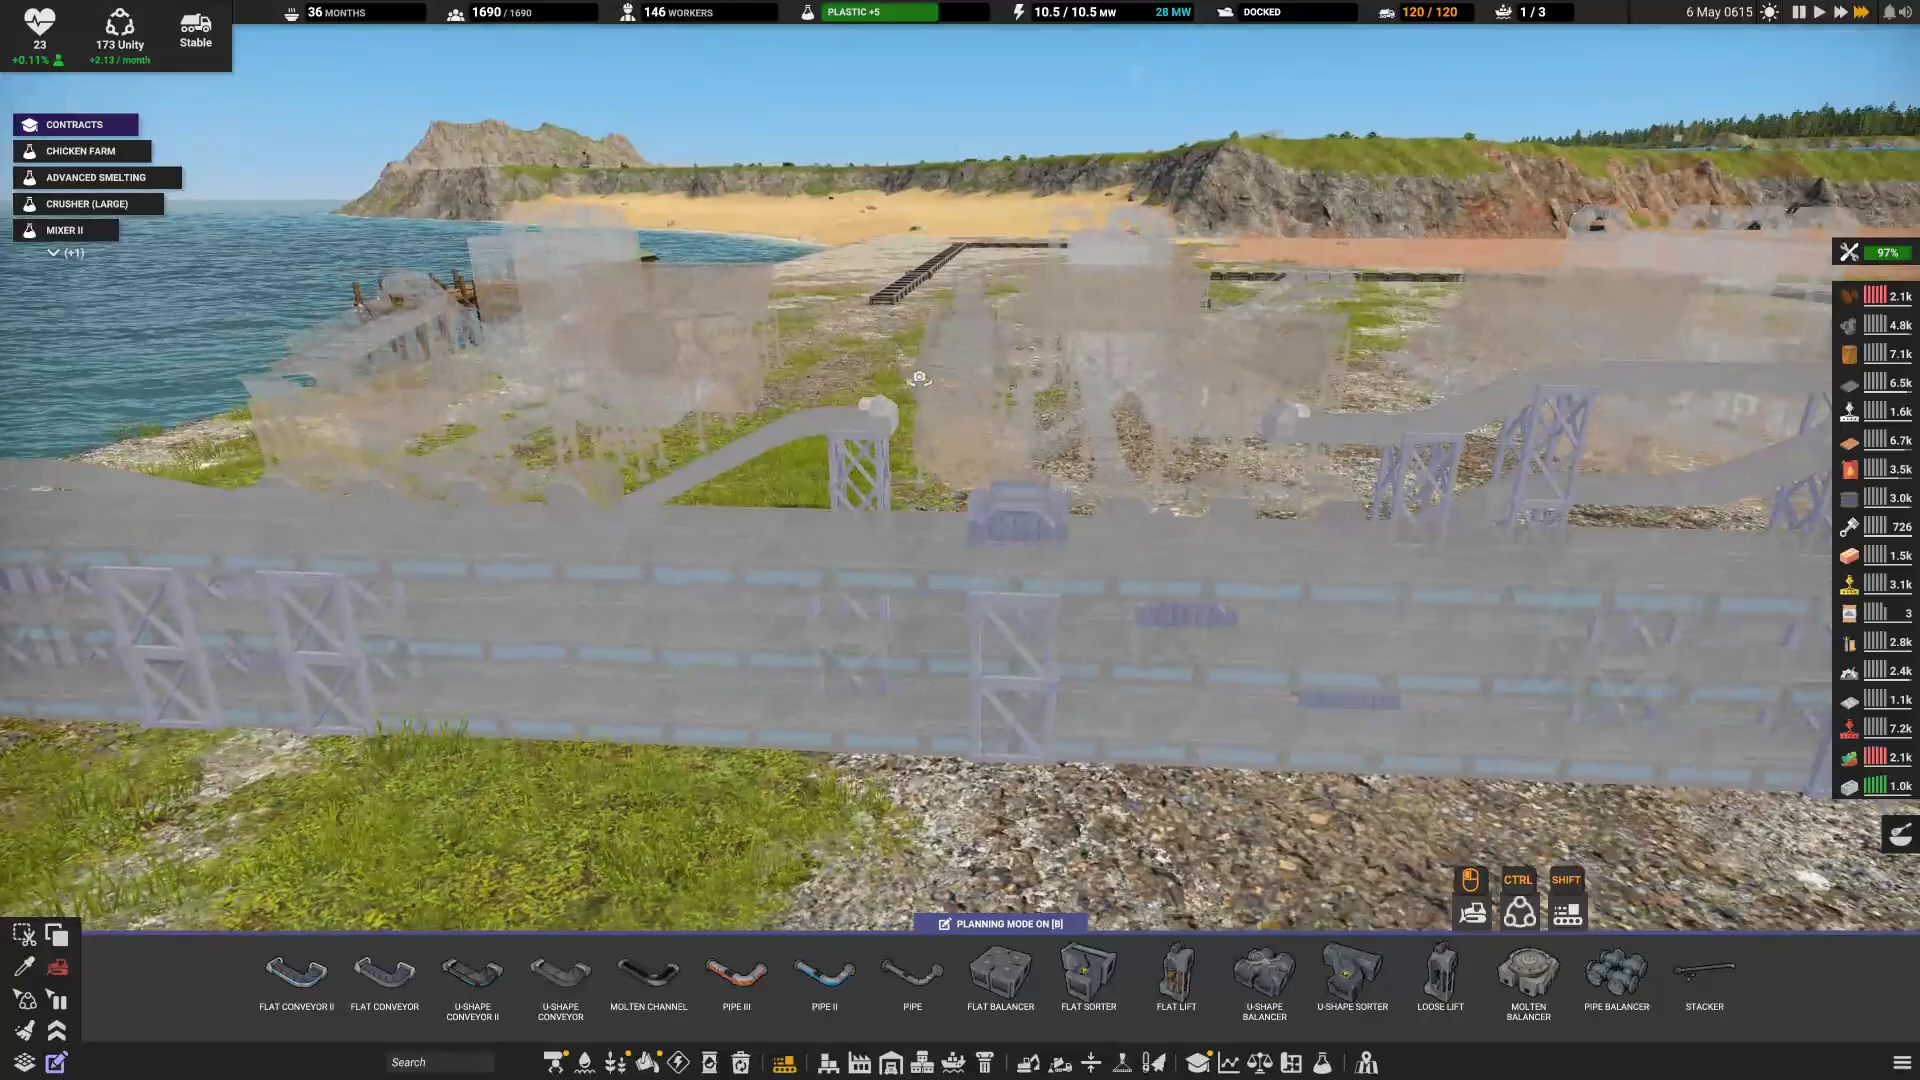 36 MONTHS
1690 / 1690
146 WORKERS
PLASTIC +5
10.5 / 10.5 MW
28 MW
DOCKED
120 / 120
1 / 3
6 May 0615
23
+0.11%
173 Unity
+2.13 / month
Stable
CONTRACTS
CHICKEN FARM
ADVANCED SMELTING
CRUSHER (LARGE)
MIXER II
(+1)
97%
2.1k
4.8k
7.1k
6.5k
1.6k
6.7k
3.5k
3.0k
726
1.5k
3.1k
3
2.8k
2.4k
1.1k
7.2k
2.1k
1.0k
CTRL
SHIFT
PLANNING MODE ON [B]
FLAT CONVEYOR II
FLAT CONVEYOR
U-SHAPE
CONVEYOR II
U-SHAPE
CONVEYOR
MOLTEN CHANNEL
PIPE III
PIPE II
PIPE
FLAT BALANCER
FLAT SORTER
FLAT LIFT
U-SHAPE
BALANCER
U-SHAPE SORTER
LOOSE LIFT
MOLTEN
BALANCER
PIPE BALANCER
STACKER
Search